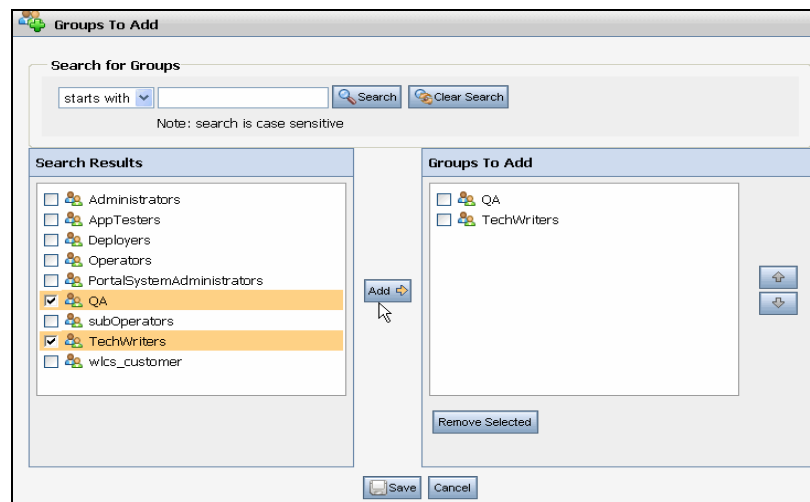 Groups To Add
Search for Groups
starts with
Search
Clear Search
Note: search is case sensitive
Search Results
Administrators
AppTesters
Deployers
Operators
PortalSystemAdministrators
QA
subOperators
TechWriters
wlcs_customer
Add
Groups To Add
QA
TechWriters
Remove Selected
Save
Cancel